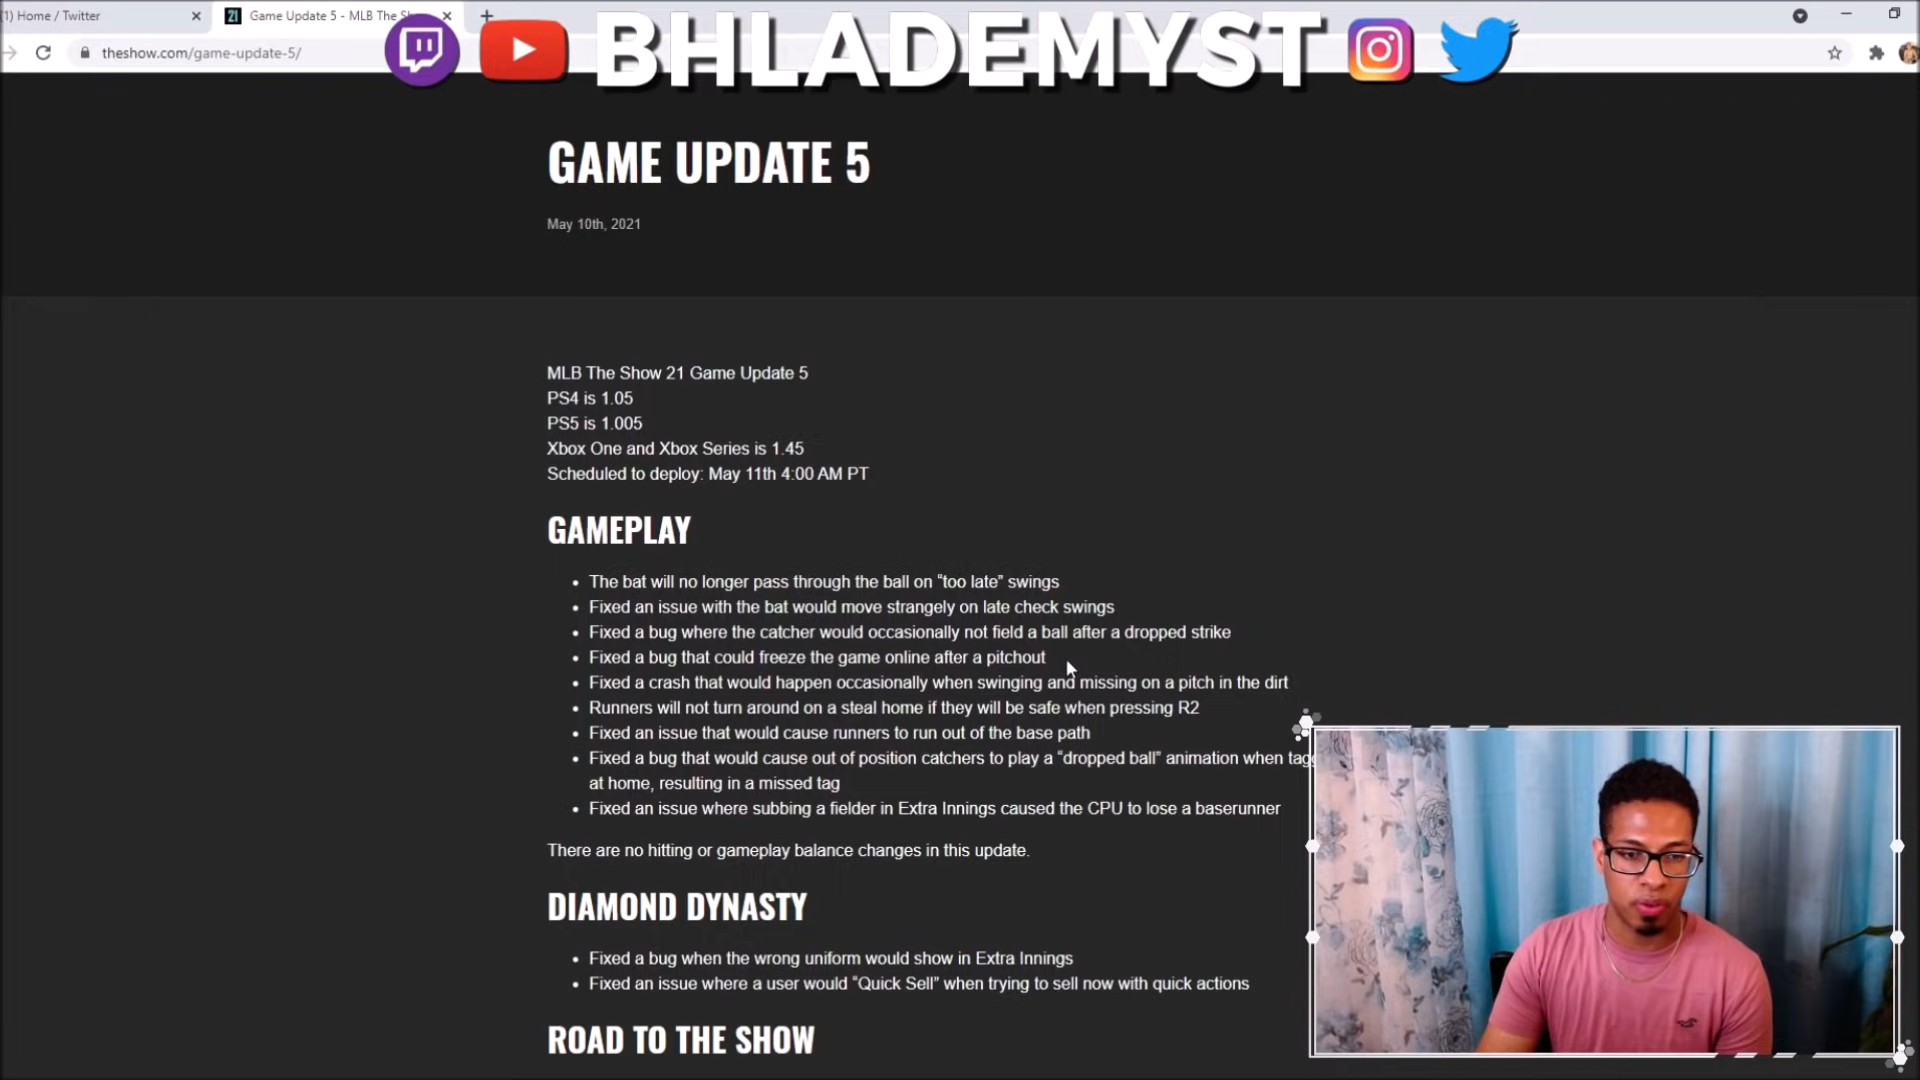 (1) Home / Twitter
21 Game Update 5 - MLB The Sh
theshow.com/game-update-5/
BHLADEMYST
GAME UPDATE 5
May 10th, 2021
MLB The Show 21 Game Update 5
PS4 is 1.05
PS5 is 1.005
Xbox One and Xbox Series is 1.45
Scheduled to deploy: May 11th 4:00 AM PT
GAMEPLAY
• The bat will no longer pass through the ball on “too late” swings
• Fixed an issue with the bat would move strangely on late check swings
• Fixed a bug where the catcher would occasionally not field a ball after a dropped strike
• Fixed a bug that could freeze the game online after a pitchout
• Fixed a crash that would happen occasionally when swinging and missing on a pitch in the dirt
• Runners will not turn around on a steal home if they will be safe when pressing R2
• Fixed an issue that would cause runners to run out of the base path
• Fixed a bug that would cause out of position catchers to play a “dropped ball” animation when
at home, resulting in a missed tag
• Fixed an issue where subbing a fielder in Extra Innings caused the CPU to lose a baserunner
There are no hitting or gameplay balance changes in this update.
DIAMOND DYNASTY
• Fixed a bug when the wrong uniform would show in Extra Innings
• Fixed an issue where a user would “Quick Sell” when trying to sell now with quick actions
ROAD TO THE SHOW